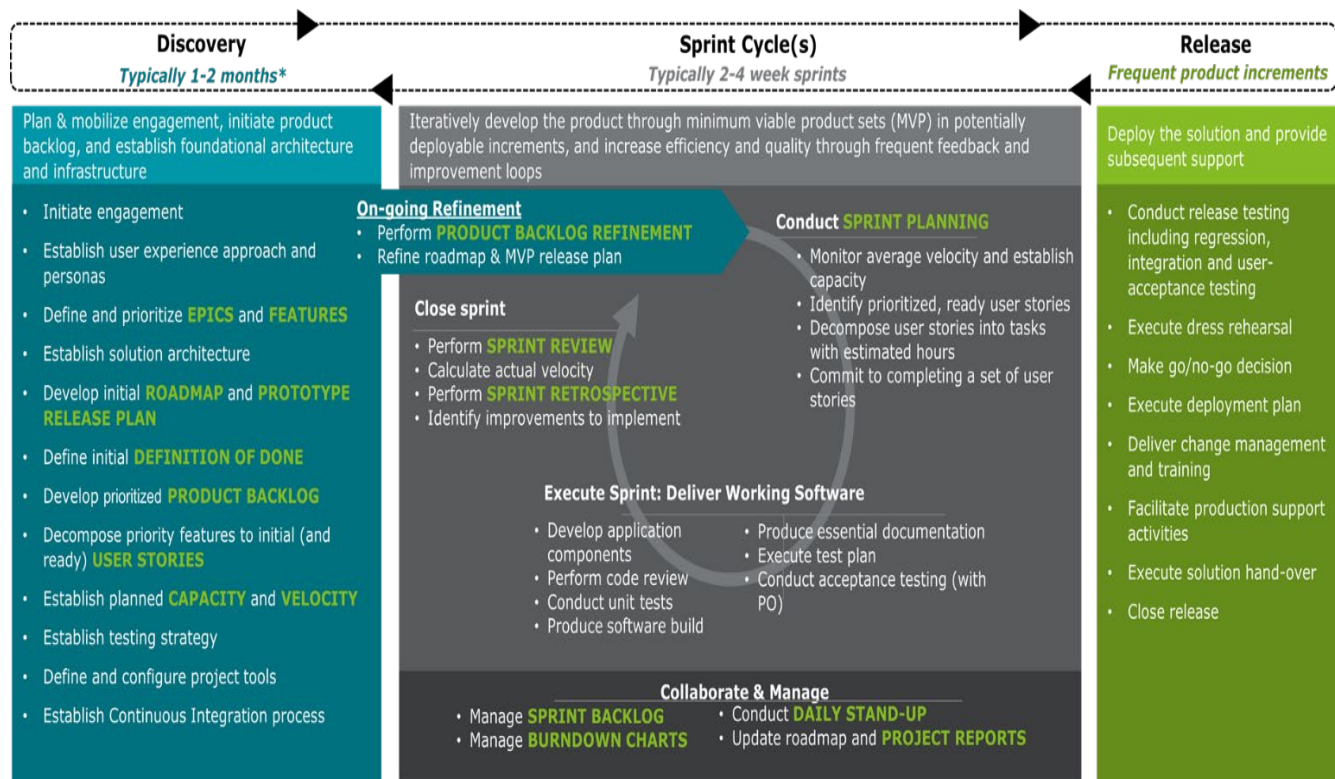 Discovery
Typically 1-2 months*
Sprint Cycle(s)
Typically 2-4 week sprints
Release
Frequent product increments
Plan & mobilize engagement, initiate product
backlog, and establish foundational architecture
and infrastructure
• Initiate engagement
• Establish user experience approach and
personas
• Define and prioritize EPICS and FEATURES
• Establish solution architecture
• Develop initial ROADMAP and PROTOTYPE
RELEASE PLAN
• Define initial DEFINITION OF DONE
• Develop prioritized PRODUCT BACKLOG
• Decompose priority features to initial (and
ready) USER STORIES
• Establish planned CAPACITY and VELOCITY
• Establish testing strategy
• Define and configure project tools
• Establish Continuous Integration process
Iteratively develop the product through minimum viable product sets (MVP) in potentially
deployable increments, and increase efficiency and quality through frequent feedback and
improvement loops
On-going Refinement
• Perform PRODUCT BACKLOG REFINEMENT
• Refine roadmap & MVP release plan
Conduct SPRINT PLANNING
• Monitor average velocity and establish
capacity
• Identify prioritized, ready user stories
• Decompose user stories into tasks
with estimated hours
• Commit to completing a set of user
stories
Close sprint
• Perform SPRINT REVIEW
• Calculate actual velocity
• Perform SPRINT RETROSPECTIVE
• Identify improvements to implement
Execute Sprint: Deliver Working Software
• Develop application
components
• Perform code review
• Conduct unit tests
• Produce software build
• Produce essential documentation
• Execute test plan
• Conduct acceptance testing (with
PO)
Collaborate & Manage
• Manage SPRINT BACKLOG
• Manage BURNDOWN CHARTS
• Conduct DAILY STAND-UP
• Update roadmap and PROJECT REPORTS
Deploy the solution and provide
subsequent support
• Conduct release testing
including regression,
integration and user-
acceptance testing
• Execute dress rehearsal
• Make go/no-go decision
• Execute deployment plan
• Deliver change management
and training
• Facilitate production support
activities
• Execute solution hand-over
• Close release